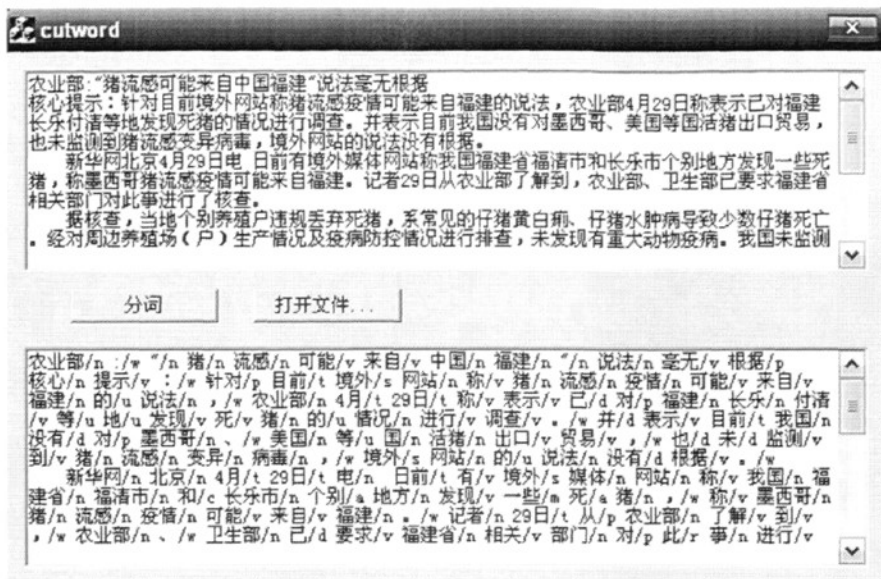 cutword
农业部:"猪流感可能来自中国福建"说法毫无根据
核心提示：针对目前境外网站称猪流感疫情可能来自福建的说法，农业部4月29日称表示已对福建
长乐付清等地发现死猪的情况进行调查。并表示目前我国没有对墨西哥、美国等国活猪出口贸易，
也未监测到猪流感变异病毒，境外网站的说法没有根据。
新华网北京4月29日电 日前有境外媒体网站称我国福建省福清市和长乐市个别地方发现一些死
猪，称墨西哥猪流感疫情可能来自福建。记者29日从农业部了解到，农业部、卫生部已要求福建省
相关部门对此事进行了核查。
据核查，当地个别养殖户违规丢弃死猪，系常见的仔猪黄白痢、仔猪水肿病导致少数仔猪死亡
。经对周边养殖场（户）生产情况及疫病防控情况进行排查，未发现有重大动物疫病。我国未监测
分词 打开文件...
农业部/n :/w "/n 猪/n 流感/n 可能/v 来自/v 中国/n 福建/n "/n 说法/n 毫无/v 根据/p
核心/n 提示/v ：/w 针对/p 目前/t 境外/s 网站/n 称/v 猪/n 流感/n 疫情/n 可能/v 来自/v
福建/n 的/u 说法/n ，/w 农业部/n 4月/t 29日/t 称/v 表示/v 已/d 对/p 福建/n 长乐/n 付清
/v 等/u 地/u 发现/v 死/v 猪/n 的/u 情况/n 进行/v 调查/v 。/w 并/d 表示/v 目前/t 我国/n
没有/d 对/p 墨西哥/n 、/w 美国/n 等/u 国/n 活猪/n 出口/v 贸易/v ，/w 也/d 未/d 监测/v
到/v 猪/n 流感/n 变异/n 病毒/n ，/w 境外/s 网站/n 的/u 说法/n 没有/d 根据/v 。/w
新华网/n 北京/n 4月/t 29日/t 电/n 日前/t 有/v 境外/s 媒体/n 网站/n 称/v 我国/n 福
建省/n 福清市/n 和/c 长乐市/n 个别/a 地方/n 发现/v 一些/m 死/a 猪/n ，/w 称/v 墨西哥/n
猪/n 流感/n 疫情/n 可能/v 来自/v 福建/n 。/w 记者/n 29日/t 从/p 农业部/n 了解/v 到/v
，/w 农业部/n 、/w 卫生部/n 已/d 要求/v 福建省/n 相关/v 部门/n 对/p 此/r 事/n 进行/v